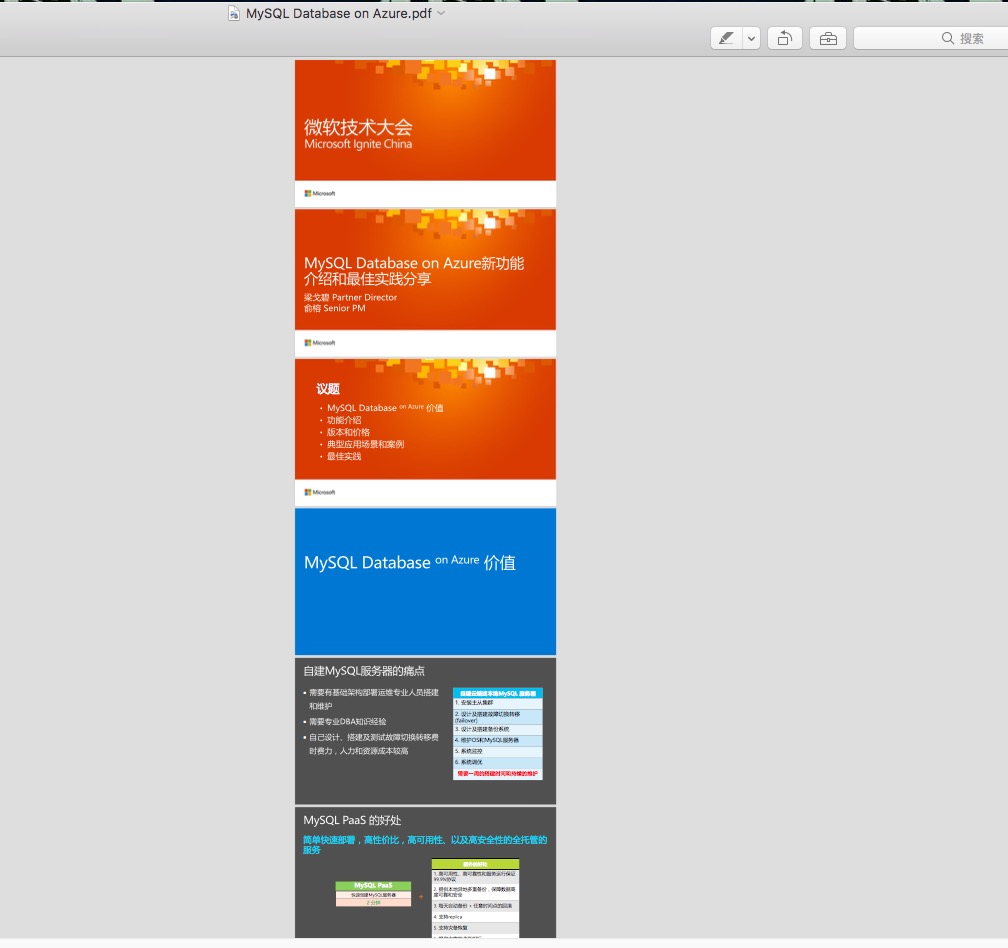 MySQL Database on Azure.pdf
搜索
微软技术大会
Microsoft Ignite China
Microsoft
MySQL Database on Azure新功能
介绍和最佳实践分享
梁戈碧 Partner Director
俞榕 Senior PM
Microsoft
议题
• MySQL Database on Azure 价值
• 功能介绍
• 版本和价格
• 典型应用场景和案例
• 最佳实践
Microsoft
MySQL Database on Azure 价值
自建MySQL服务器的痛点
▪ 需要有基础架构部署运维专业人员搭建
和维护
▪ 需要专业DBA知识经验
▪ 自己设计、搭建及测试故障切换转移费
时费力，人力和资源成本较高
自建云端或本地MySQL 服务器
1. 安装主从集群
2. 设计及搭建故障切换转移
(failover)
3. 设计及搭建备份系统
4. 维护OS和MySQL服务器
5. 系统监控
6. 系统调优
需要一周的搭建时间和持续的维护
MySQL PaaS 的好处
简单快速部署，高性价比，高可用性、以及高安全性的全托管的
服务
MySQL PaaS
快速创建MySQL服务器
2 分钟
+
额外的好处
1. 高可用性、高可靠性和服务运行保证
99.9%协议
2. 提供本地异地多重备份，保障数据高
度可靠和安全
3. 每天自动备份 + 任意时间点的回滚
4. 支持replica
5. 支持灾备恢复